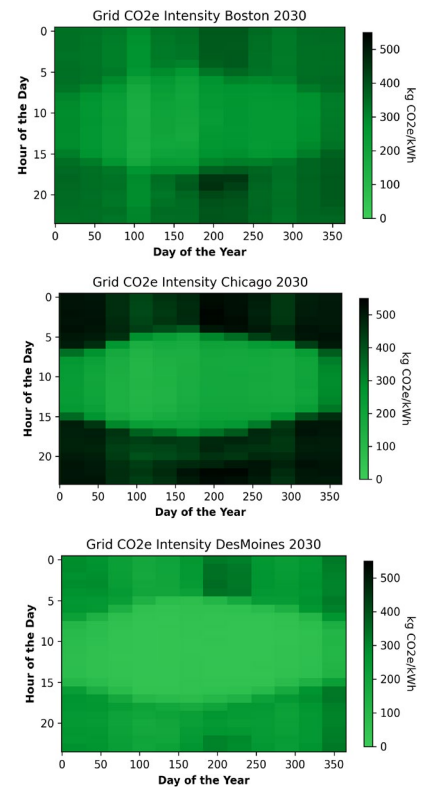 Grid CO2e Intensity Boston 2030
0
5
10
15
20
Hour of the Day
0 50 100 150 200 250 300 350
Day of the Year
500
400
300
200
100
0
kg CO2e/kWh
Grid CO2e Intensity Chicago 2030
0
5
10
15
20
Hour of the Day
0 50 100 150 200 250 300 350
Day of the Year
500
400
300
200
100
0
kg CO2e/kWh
Grid CO2e Intensity DesMoines 2030
0
5
10
15
20
Hour of the Day
0 50 100 150 200 250 300 350
Day of the Year
500
400
300
200
100
0
kg CO2e/kWh